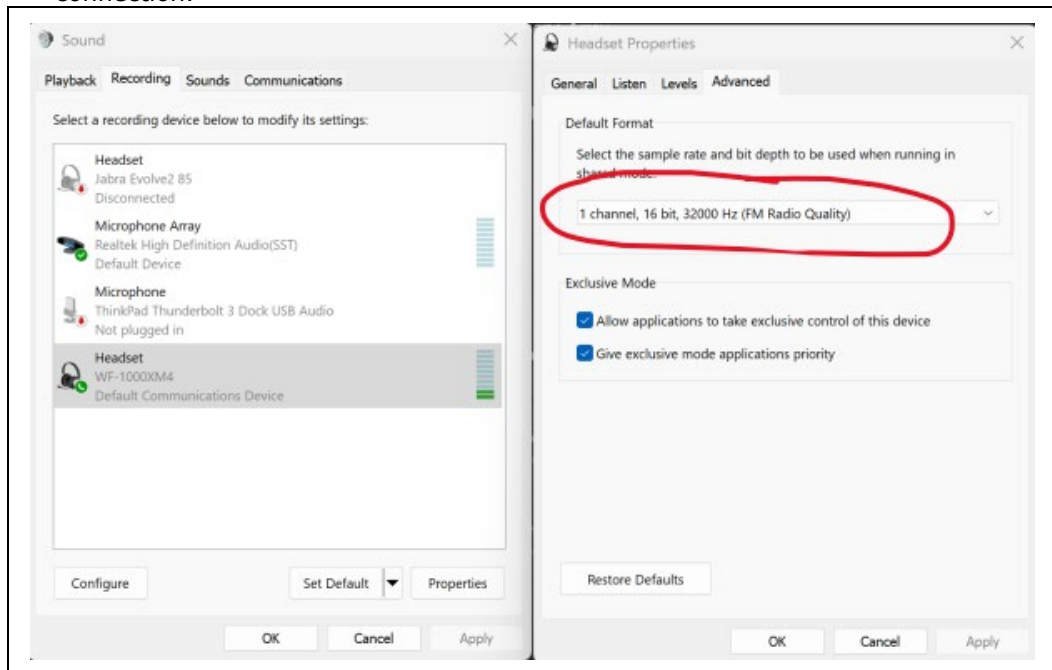 connection.
Sound
Playback Recording Sounds Communications
Select a recording device below to modify its settings:
Headset
Jabra Evolve2 85
Disconnected
Microphone Array
Realtek High Definition Audio(SST)
Default Device
Microphone
ThinkPad Thunderbolt 3 Dock USB Audio
Not plugged in
Headset
WF-1000XM4
Default Communications Device
Configure
Set Default
Properties
OK
Cancel
Apply
Headset Properties
General Listen Levels Advanced
Default Format
Select the sample rate and bit depth to be used when running in
shared mode.
1 channel, 16 bit, 32000 Hz (FM Radio Quality)
Exclusive Mode
Allow applications to take exclusive control of this device
Give exclusive mode applications priority
Restore Defaults
OK
Cancel
Apply